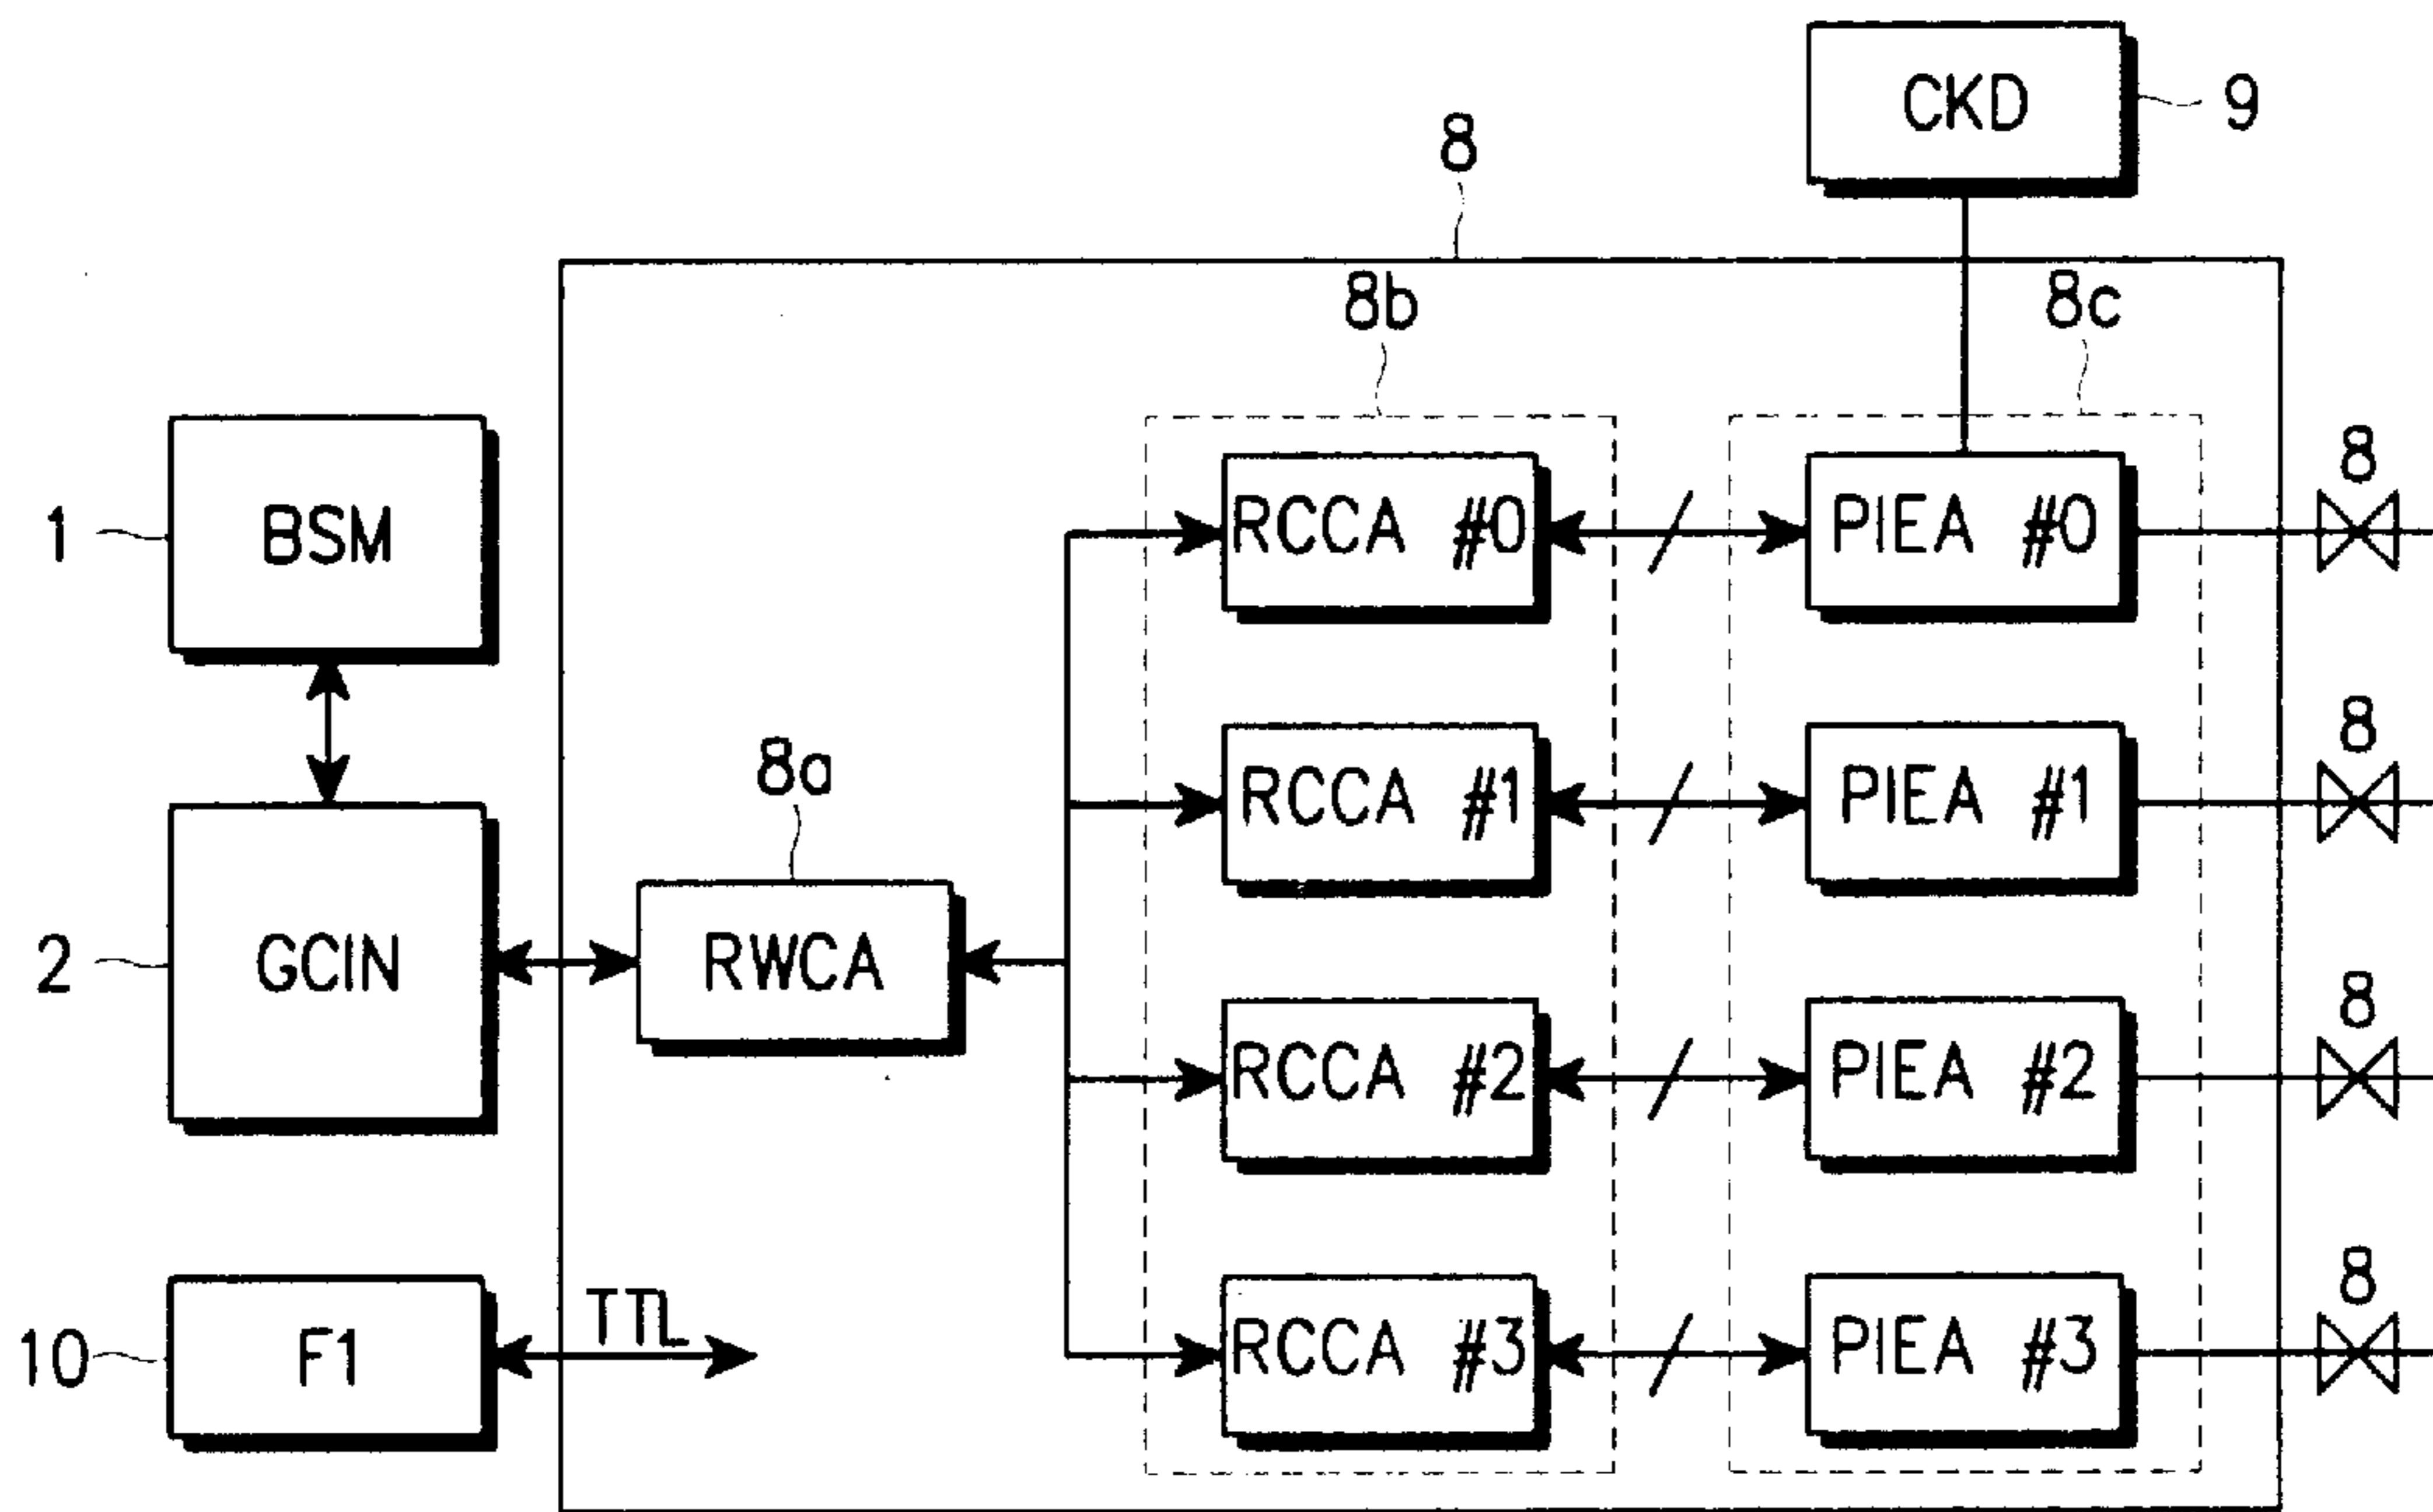 CKD 9
8
8b 8c
1 BSM
RCCA #0 PIEA #0 8
RCCA #1 PIEA #1 8
8a
2 GCIN RWCA
RCCA #2 PIEA #2 8
10 F1 TTL
RCCA #3 PIEA #3 8